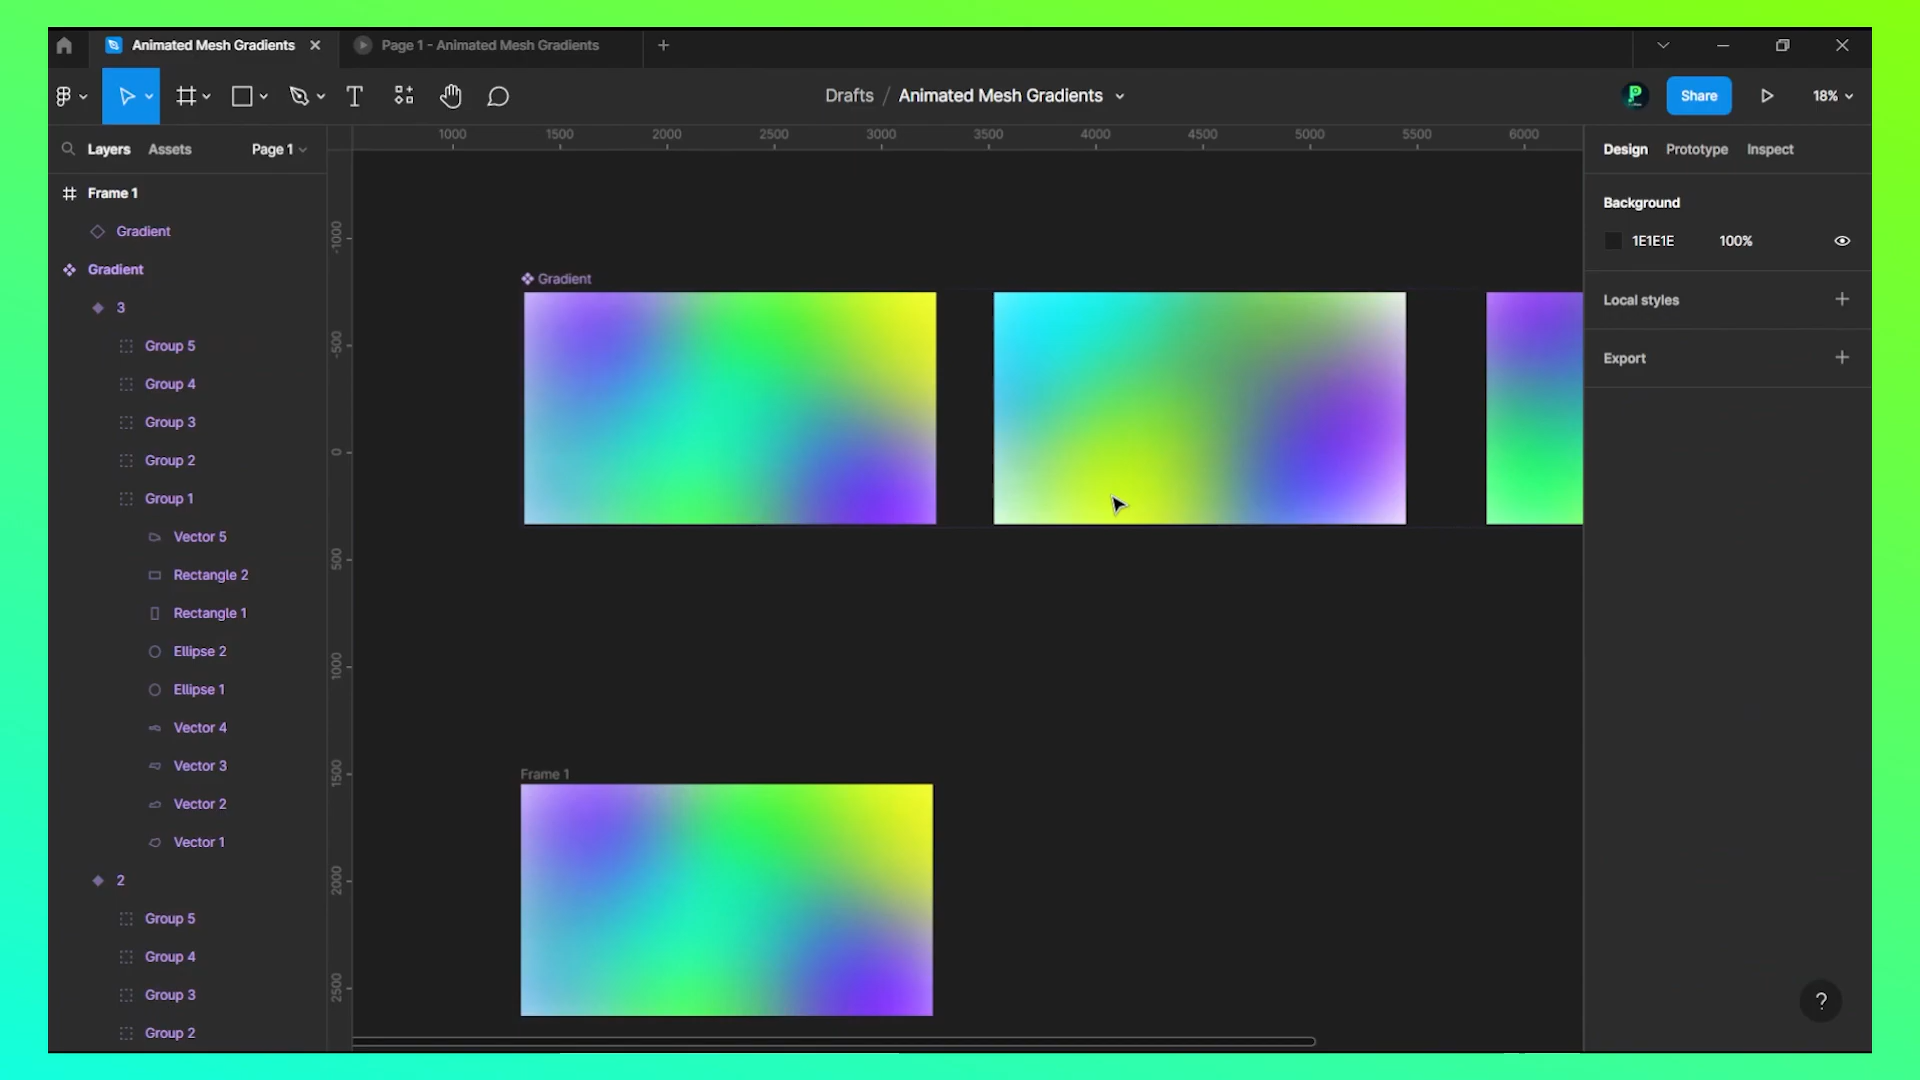 Animated Mesh Gradients
Page 1 - Animated Mesh Gradients
Drafts / Animated Mesh Gradients
Share
18%
Layers
Assets
Page 1
1000 1500 2000 2500 3000 3500 4000 4500 5000 5500 6000
Design
Prototype
Inspect
Frame 1
Gradient
Gradient
3
Group 5
Group 4
Group 3
Group 2
Group 1
Vector 5
Rectangle 2
Rectangle 1
Ellipse 2
Ellipse 1
Vector 4
Vector 3
Vector 2
Vector 1
2
Group 5
Group 4
Group 3
Group 2
-1000
-500
0
500
1000
1500
2000
2500
Gradient
Frame 1
Background
1E1E1E 100%
Local styles
Export
?